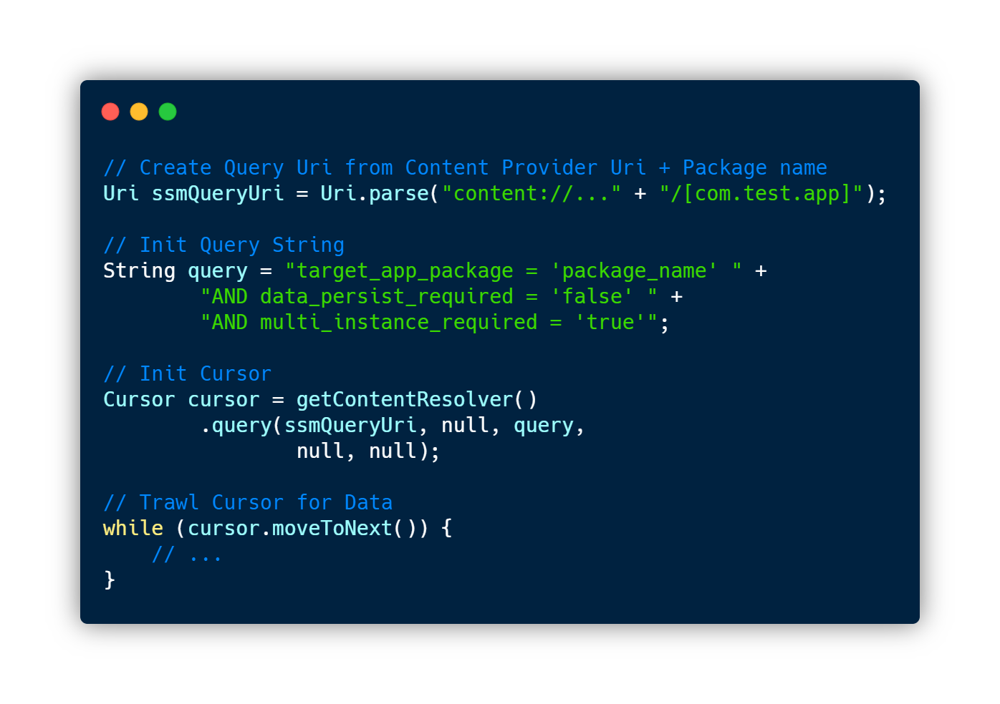 // Create Query Uri from Content Provider Uri + Package name
Uri ssmQueryUri = Uri.parse("content://..." + "/[com.test.app]");
// Init Query String
String query = "target_app_package = 'package_name' " +
"AND data_persist_required = 'false' " +
"AND multi_instance_required = 'true'";
// Init Cursor
Cursor cursor = getContentResolver()
.query(ssmQueryUri, null, query,
null, null);
// Trawl Cursor for Data
while (cursor.moveToNext()) {
// ...
}